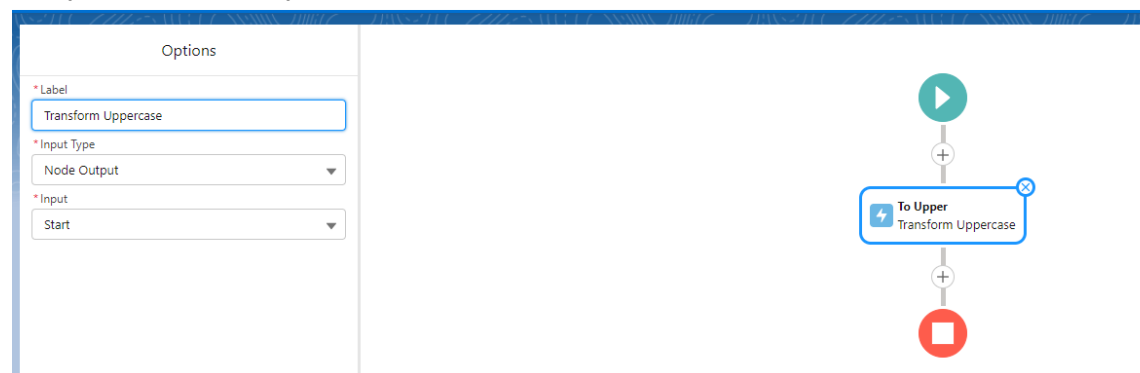 Options
*Label
Transform Uppercase
*Input Type
Node Output
*Input
Start
To Upper
Transform Uppercase